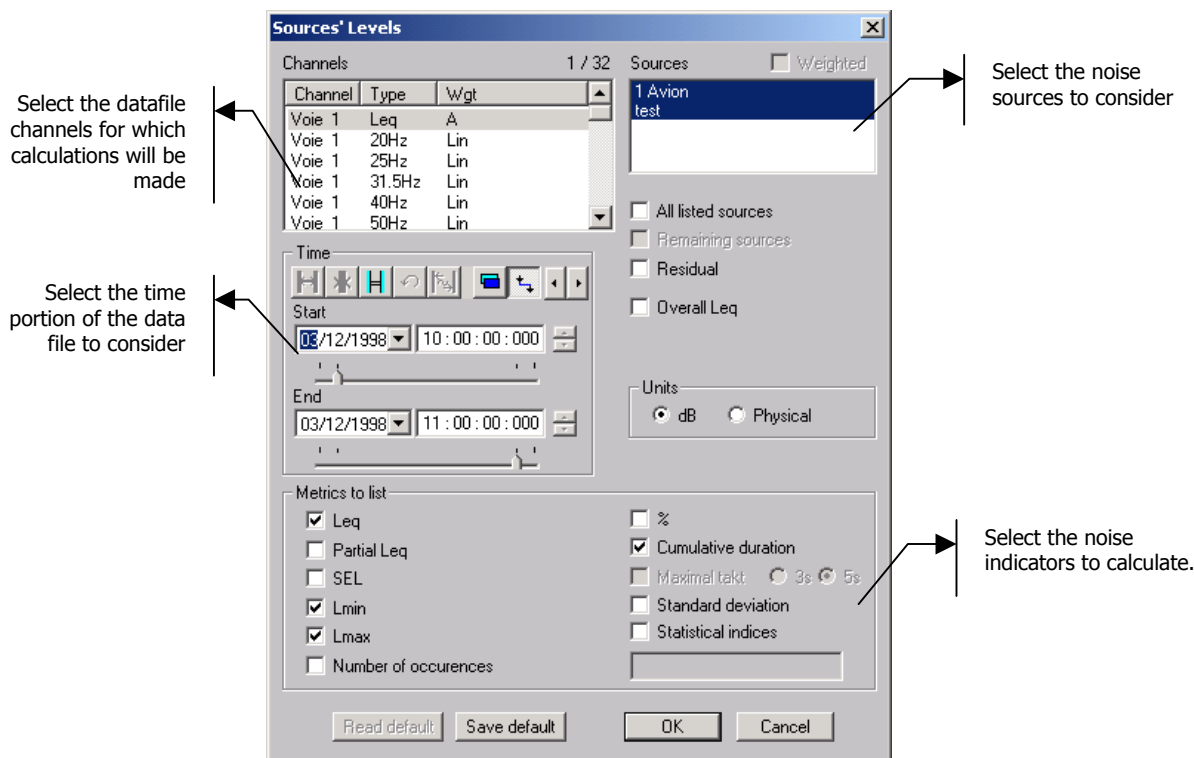 Sources' Levels
Channels 1 / 32
Channel Type Wgt
Voie 1 Leq A
Voie 1 20Hz Lin
Voie 1 25Hz Lin
Voie 1 31.5Hz Lin
Voie 1 40Hz Lin
Voie 1 50Hz Lin
Sources Weighted
1 Avion
test
All listed sources
Remaining sources
Residual
Overall Leq
Time
Start
03/12/1998 10:00:00:000
End
03/12/1998 11:00:00:000
Units
dB Physical
Metrics to list
Leq
Partial Leq
SEL
Lmin
Lmax
Number of occurences
%
Cumulative duration
Maximal takt 3s 5s
Standard deviation
Statistical indices
Read default Save default OK Cancel
Select the datafile
channels for which
calculations will be
made
Select the time
portion of the data
file to consider
Select the noise
sources to consider
Select the noise
indicators to calculate.